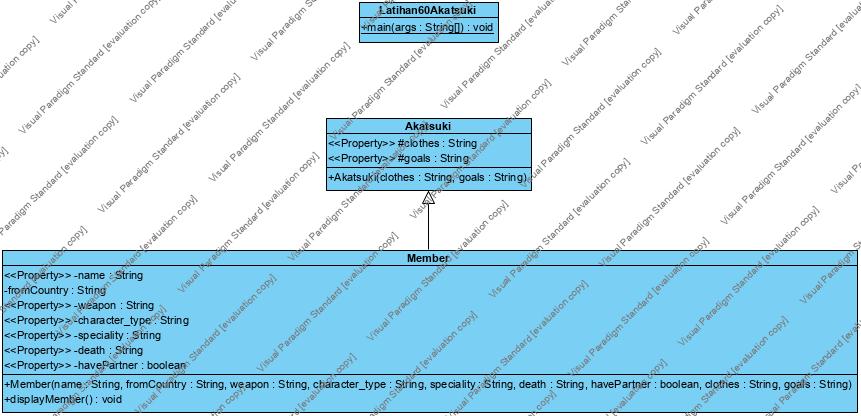 Latihan60Akatsuki
+main(args : String[]) : void
Akatsuki
<<Property>> #clothes : String
<<Property>> #goals : String
+Akatsuki(clothes : String, goals : String)
Member
<<Property>> -name : String
-fromCountry : String
<<Property>> -weapon : String
<<Property>> -character_type : String
<<Property>> -speciality : String
<<Property>> -death : String
<<Property>> -havePartner : boolean
+Member(name : String, fromCountry : String, weapon : String, character_type : String, speciality : String, death : String, havePartner : boolean, clothes : String, goals : String)
+displayMember() : void
Visual Paradigm Standard [evaluation copy]